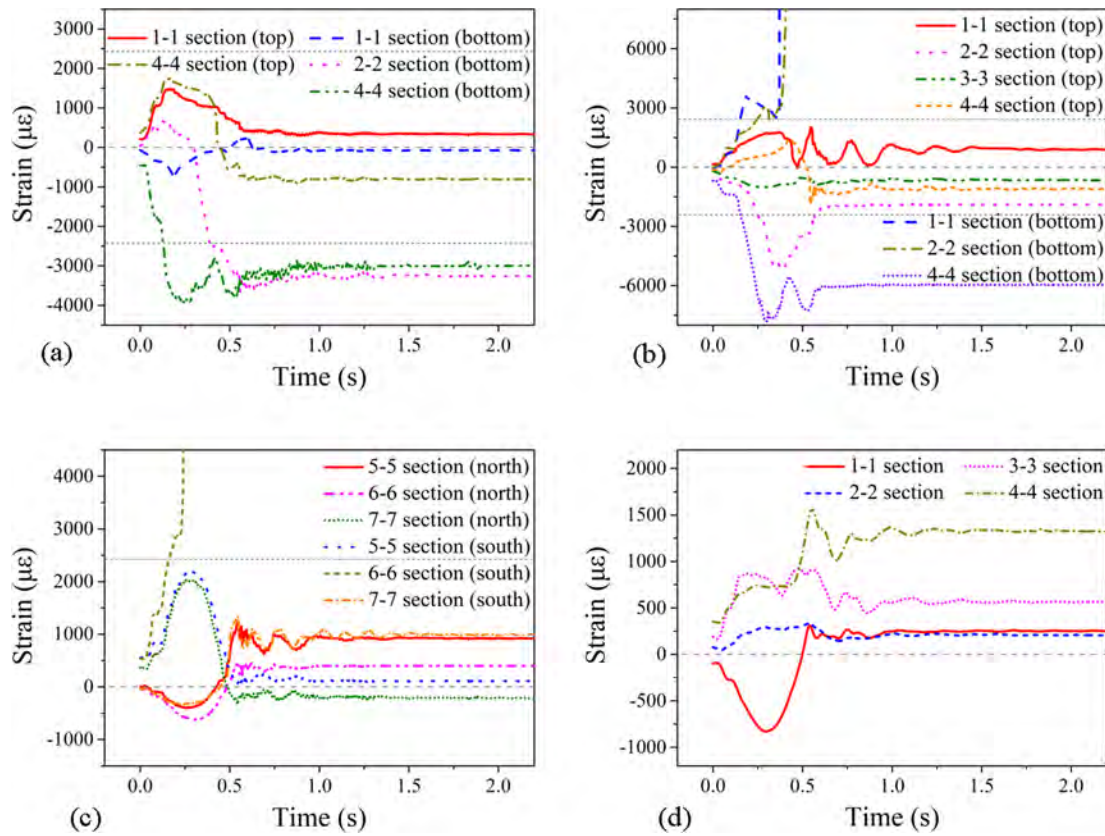 1-1 section (top) 1-1 section (bottom)
4-4 section (top) 2-2 section (bottom)
4-4 section (bottom)
3000
2000
1000
0
-1000
-2000
-3000
-4000
Strain (με)
0.0 0.5 1.0 1.5 2.0
Time (s)
(a)
1-1 section (top)
2-2 section (top)
3-3 section (top)
4-4 section (top)
1-1 section (bottom)
2-2 section (bottom)
4-4 section (bottom)
6000
3000
0
-3000
-6000
Strain (με)
0.0 0.5 1.0 1.5 2.0
Time (s)
(b)
5-5 section (north)
6-6 section (north)
7-7 section (north)
5-5 section (south)
6-6 section (south)
7-7 section (south)
4000
3000
2000
1000
0
-1000
Strain (με)
0.0 0.5 1.0 1.5 2.0
Time (s)
(c)
1-1 section 3-3 section
2-2 section 4-4 section
2000
1500
1000
500
0
-500
-1000
Strain (με)
0.0 0.5 1.0 1.5 2.0
Time (s)
(d)